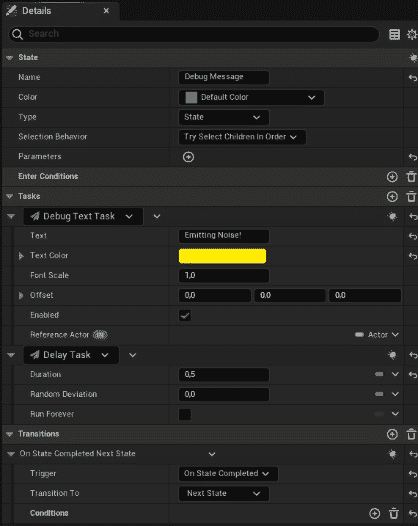 Details
Search
State
Name Debug Message
Color Default Color
Type State
Selection Behavior Try Select Children In Order
Parameters
Enter Conditions
Tasks
Debug Text Task
Text Emitting Noise!
Text Color
Font Scale 1,0
Offset 0,0 0.0 0,0
Enabled
Reference Actor IN Actor
Delay Task
Duration 0,5
Random Deviation 0,0
Run Forever
Transitions
On State Completed Next State
Trigger On State Completed
Transition To Next State
Conditions